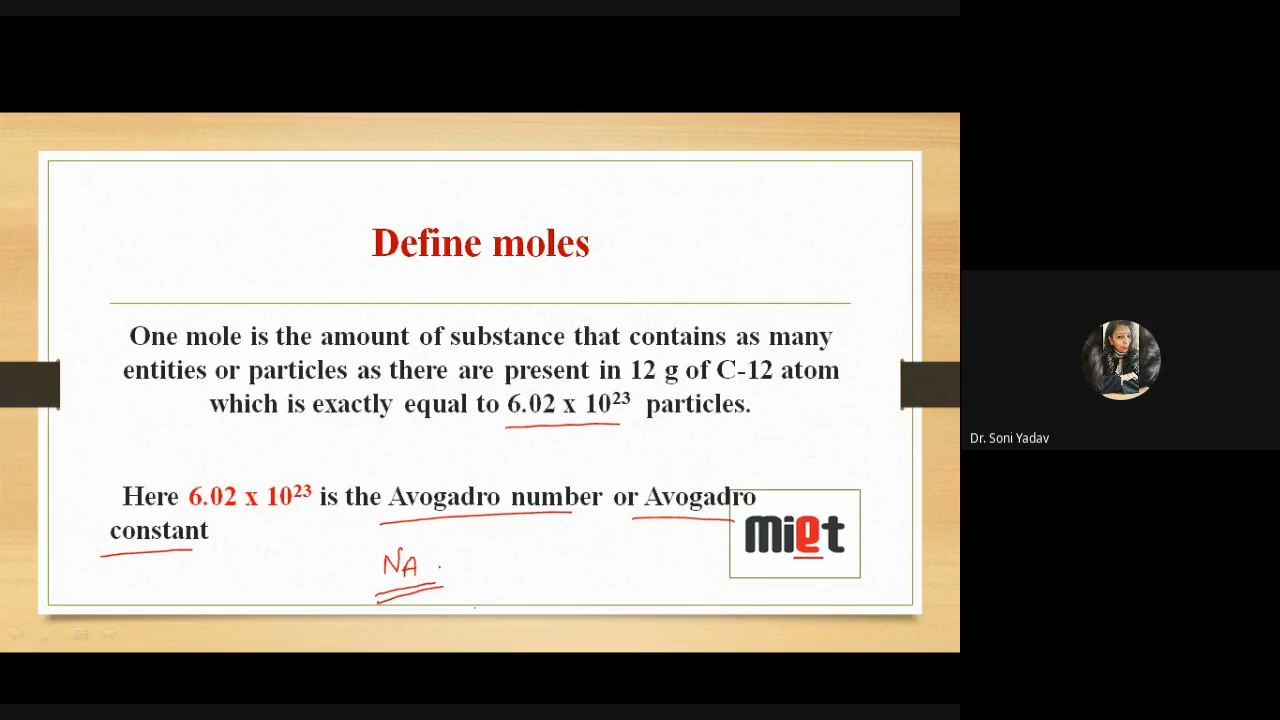 Define moles
One mole is the amount of substance that contains as many
entities or particles as there are present in 12 g of C-12 atom
which is exactly equal to 6.02 x 10²³ particles.
Here 6.02 x 10²³ is the Avogadro number or Avogadro
constant
miet
NA .
Dr. Soni Yadav